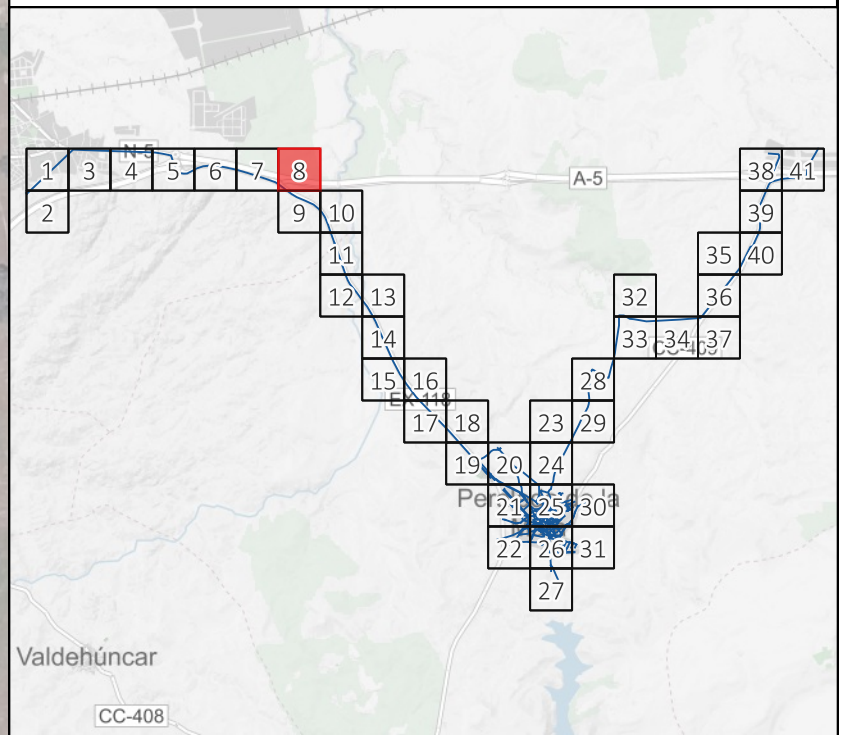 N-5
1 3 4 5 6 7 8 38 41
A-5
2 9 10 39
11 35 40
12 13 32 36
14 33 34 37
CC-409
15 16 28
EX-118
17 18 23 29
19 20 24
21 25 30
22 26 31
27
Valdehúncar
CC-408